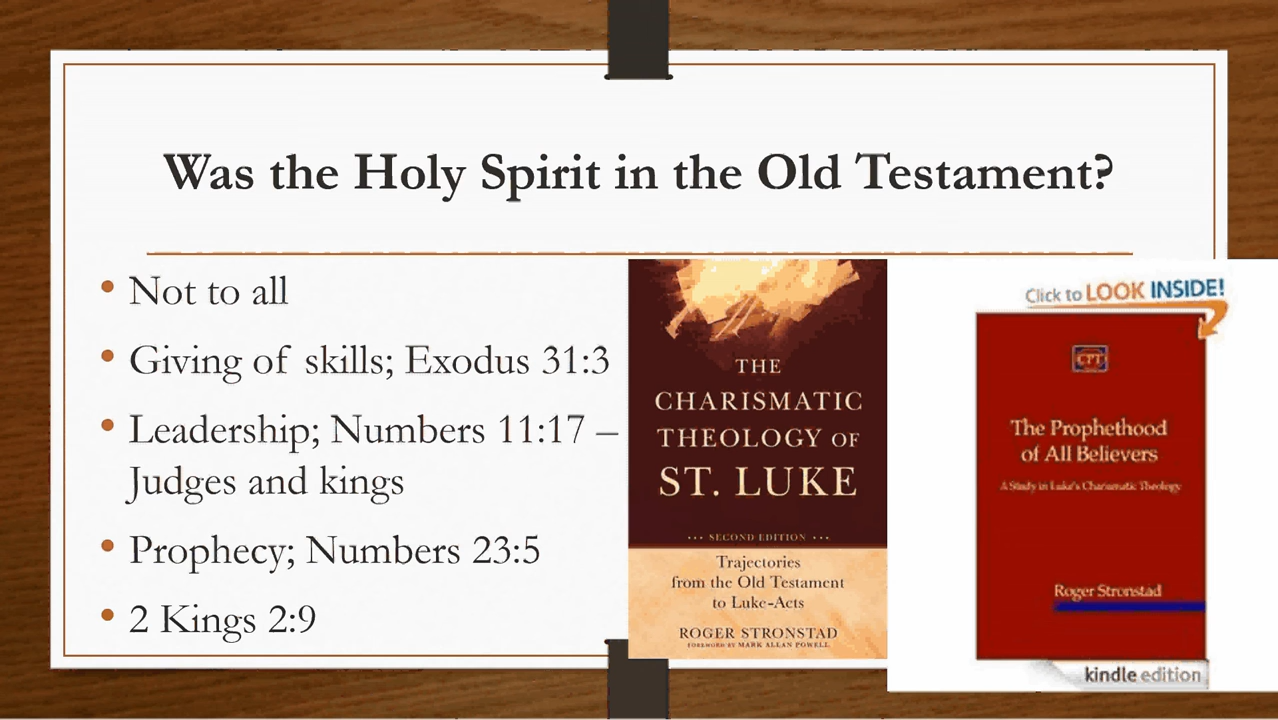 Was the Holy Spirit in the Old Testament?
• Not to all
• Giving of skills; Exodus 31:3
• Leadership; Numbers 11:17 –
Judges and kings
• Prophecy; Numbers 23:5
• 2 Kings 2:9
THE
CHARISMATIC
THEOLOGY OF
ST. LUKE
••• SECOND EDITION •••
Trajectories
from the Old Testament
to Luke-Acts
ROGER STRONSTAD
FOREWORD BY MARK ALLAN POWELL
Click to LOOK INSIDE!
CPT
The Prophethood
of All Believers
A Study in Luke's Charismatic Theology
Roger Stronstad
kindle edition